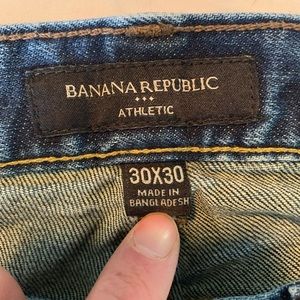 BANANA REPUBLIC
+++
ATHLETIC
30X30
MADE IN
BANGLADESH